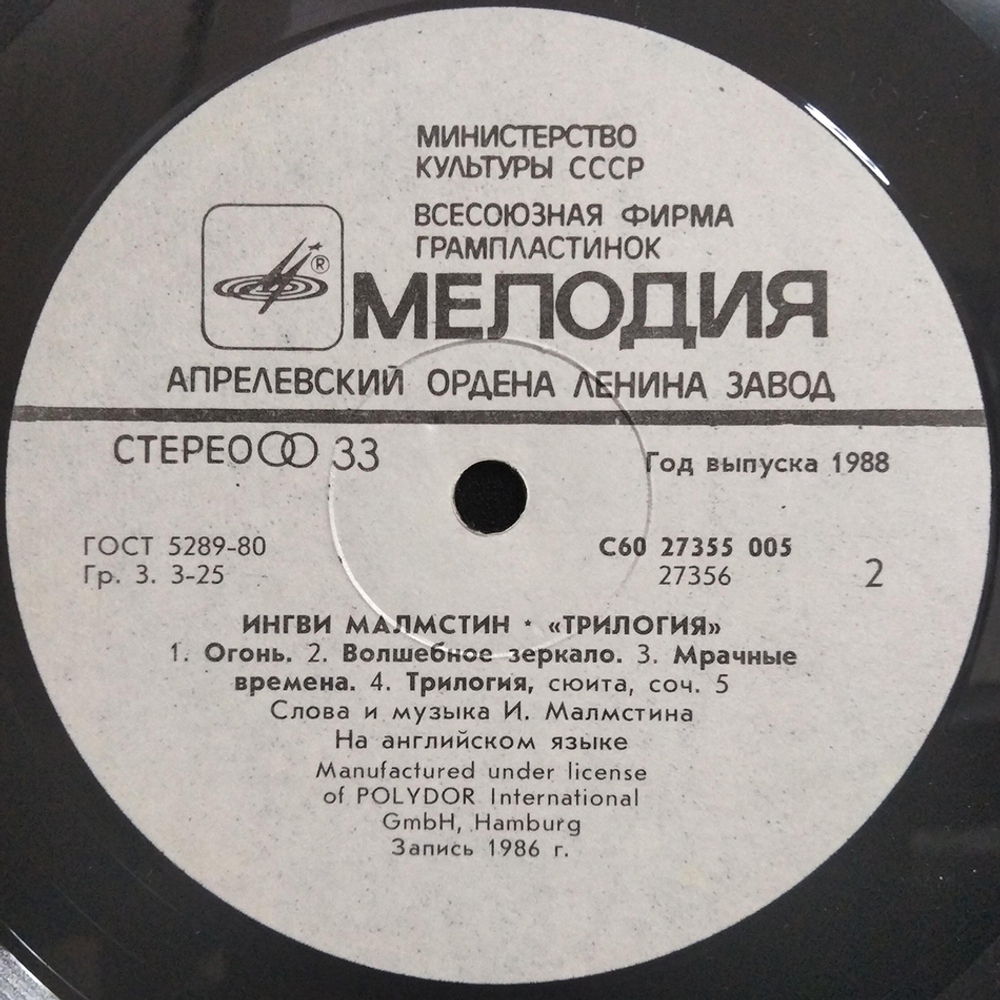 МИНИСТЕРСТВО
КУЛЬТУРЫ СССР
ВСЕСОЮЗНАЯ ФИРМА
ГРАМПЛАСТИНОК
®
МЕЛОДИЯ
АПРЕЛЕВСКИЙ ОРДЕНА ЛЕНИНА ЗАВОД
СТЕРЕО 33
Год выпуска 1988
ГОСТ 5289-80
С60 27355 005
Гр. 3. 3-25
27356
2
ИНГВИ МАЛМСТИН · «ТРИЛОГИЯ»
1. Огонь. 2. Волшебное зеркало. 3. Мрачные
времена. 4. Трилогия, сюита, соч. 5
Слова и музыка И. Малмстина
На английском языке
Manufactured under license
of POLYDOR International
GmbH, Hamburg
Запись 1986 г.